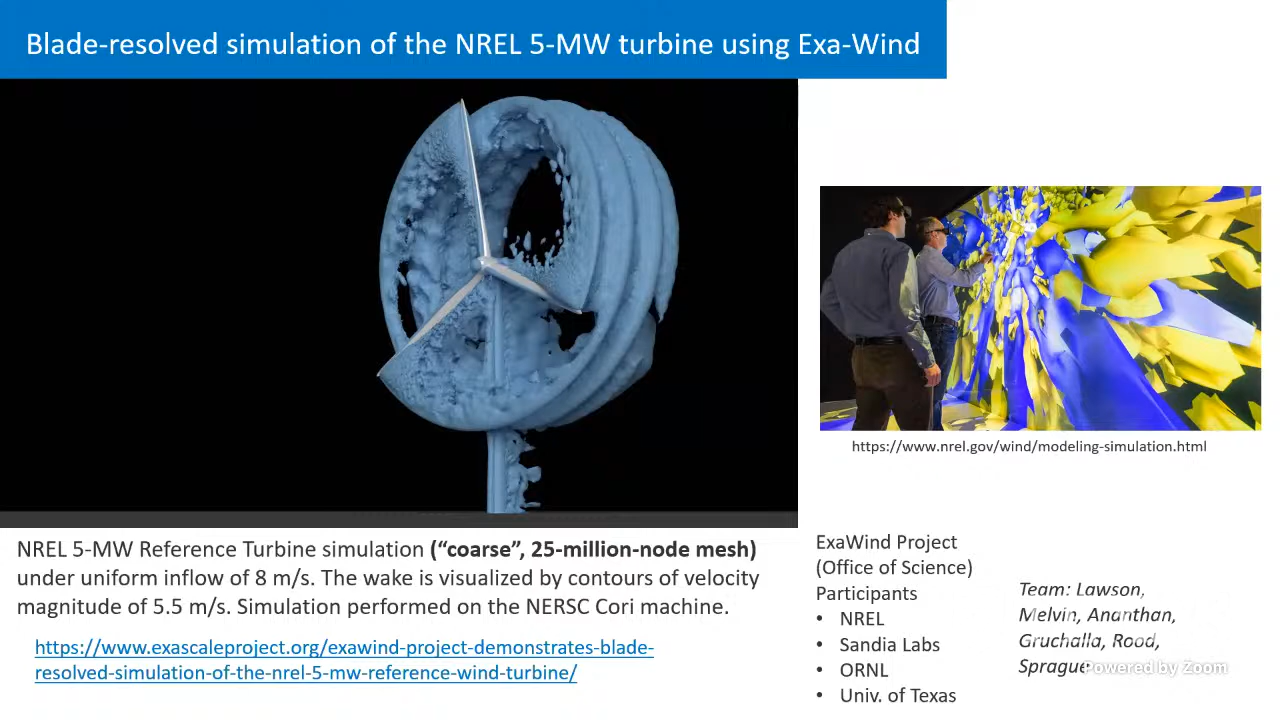 Blade-resolved simulation of the NREL 5-MW turbine using Exa-Wind
https://www.nrel.gov/wind/modeling-simulation.html
NREL 5-MW Reference Turbine simulation ("coarse", 25-million-node mesh)
under uniform inflow of 8 m/s. The wake is visualized by contours of velocity
magnitude of 5.5 m/s. Simulation performed on the NERSC Cori machine.
https://www.exascaleproject.org/exawind-project-demonstrates-blade-
resolved-simulation-of-the-nrel-5-mw-reference-wind-turbine/
ExaWind Project
(Office of Science)
Participants
• NREL
• Sandia Labs
• ORNL
• Univ. of Texas
Team: Lawson,
Melvin, Ananthan,
Gruchalla, Rood,
Sprague
Powered by Zoom